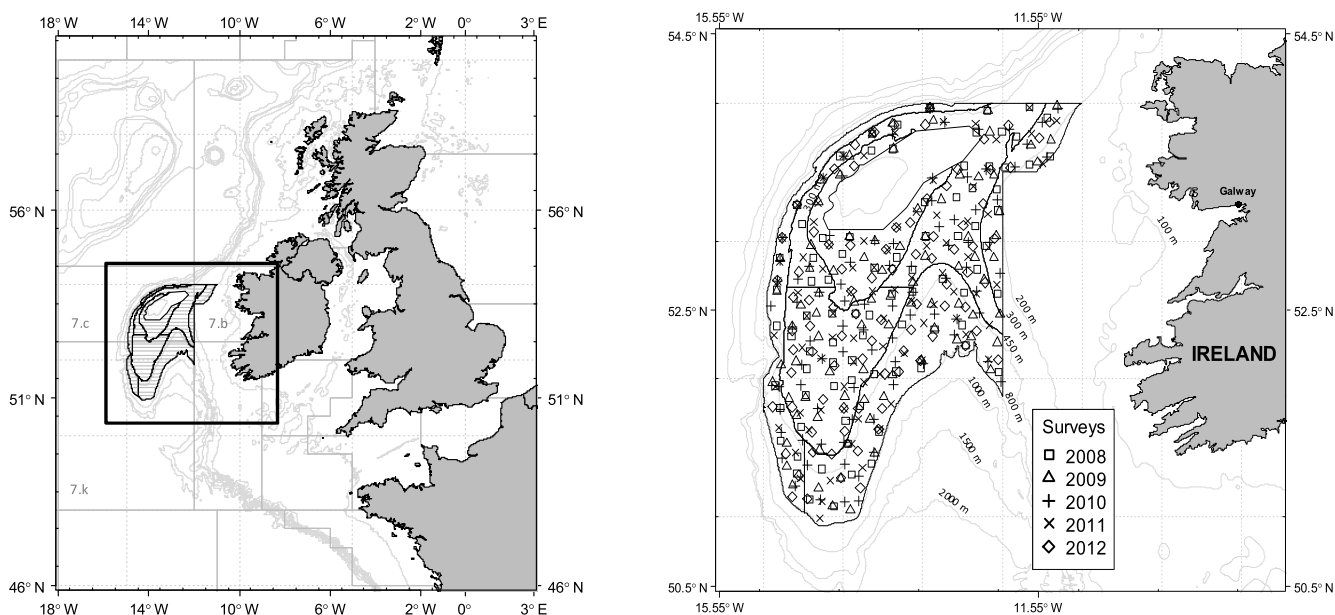 18° W 14° W 10° W 6° W 2° W 0° 3° E
56° N 56° N
7.c 7.b
51° N 51° N
7.k
46° N 46° N
18° W 14° W 10° W 6° W 2° W 0° 3° E
15.55° W 11.55° W
54.5° N 54.5° N
Galway
100 m
52.5° N 52.5° N
200 m
300 m
450 m
IRELAND
800 m
1000 m
1500 m
2000 m
Surveys
2008
2009
2010
2011
2012
50.5° N 50.5° N
15.55° W 11.55° W